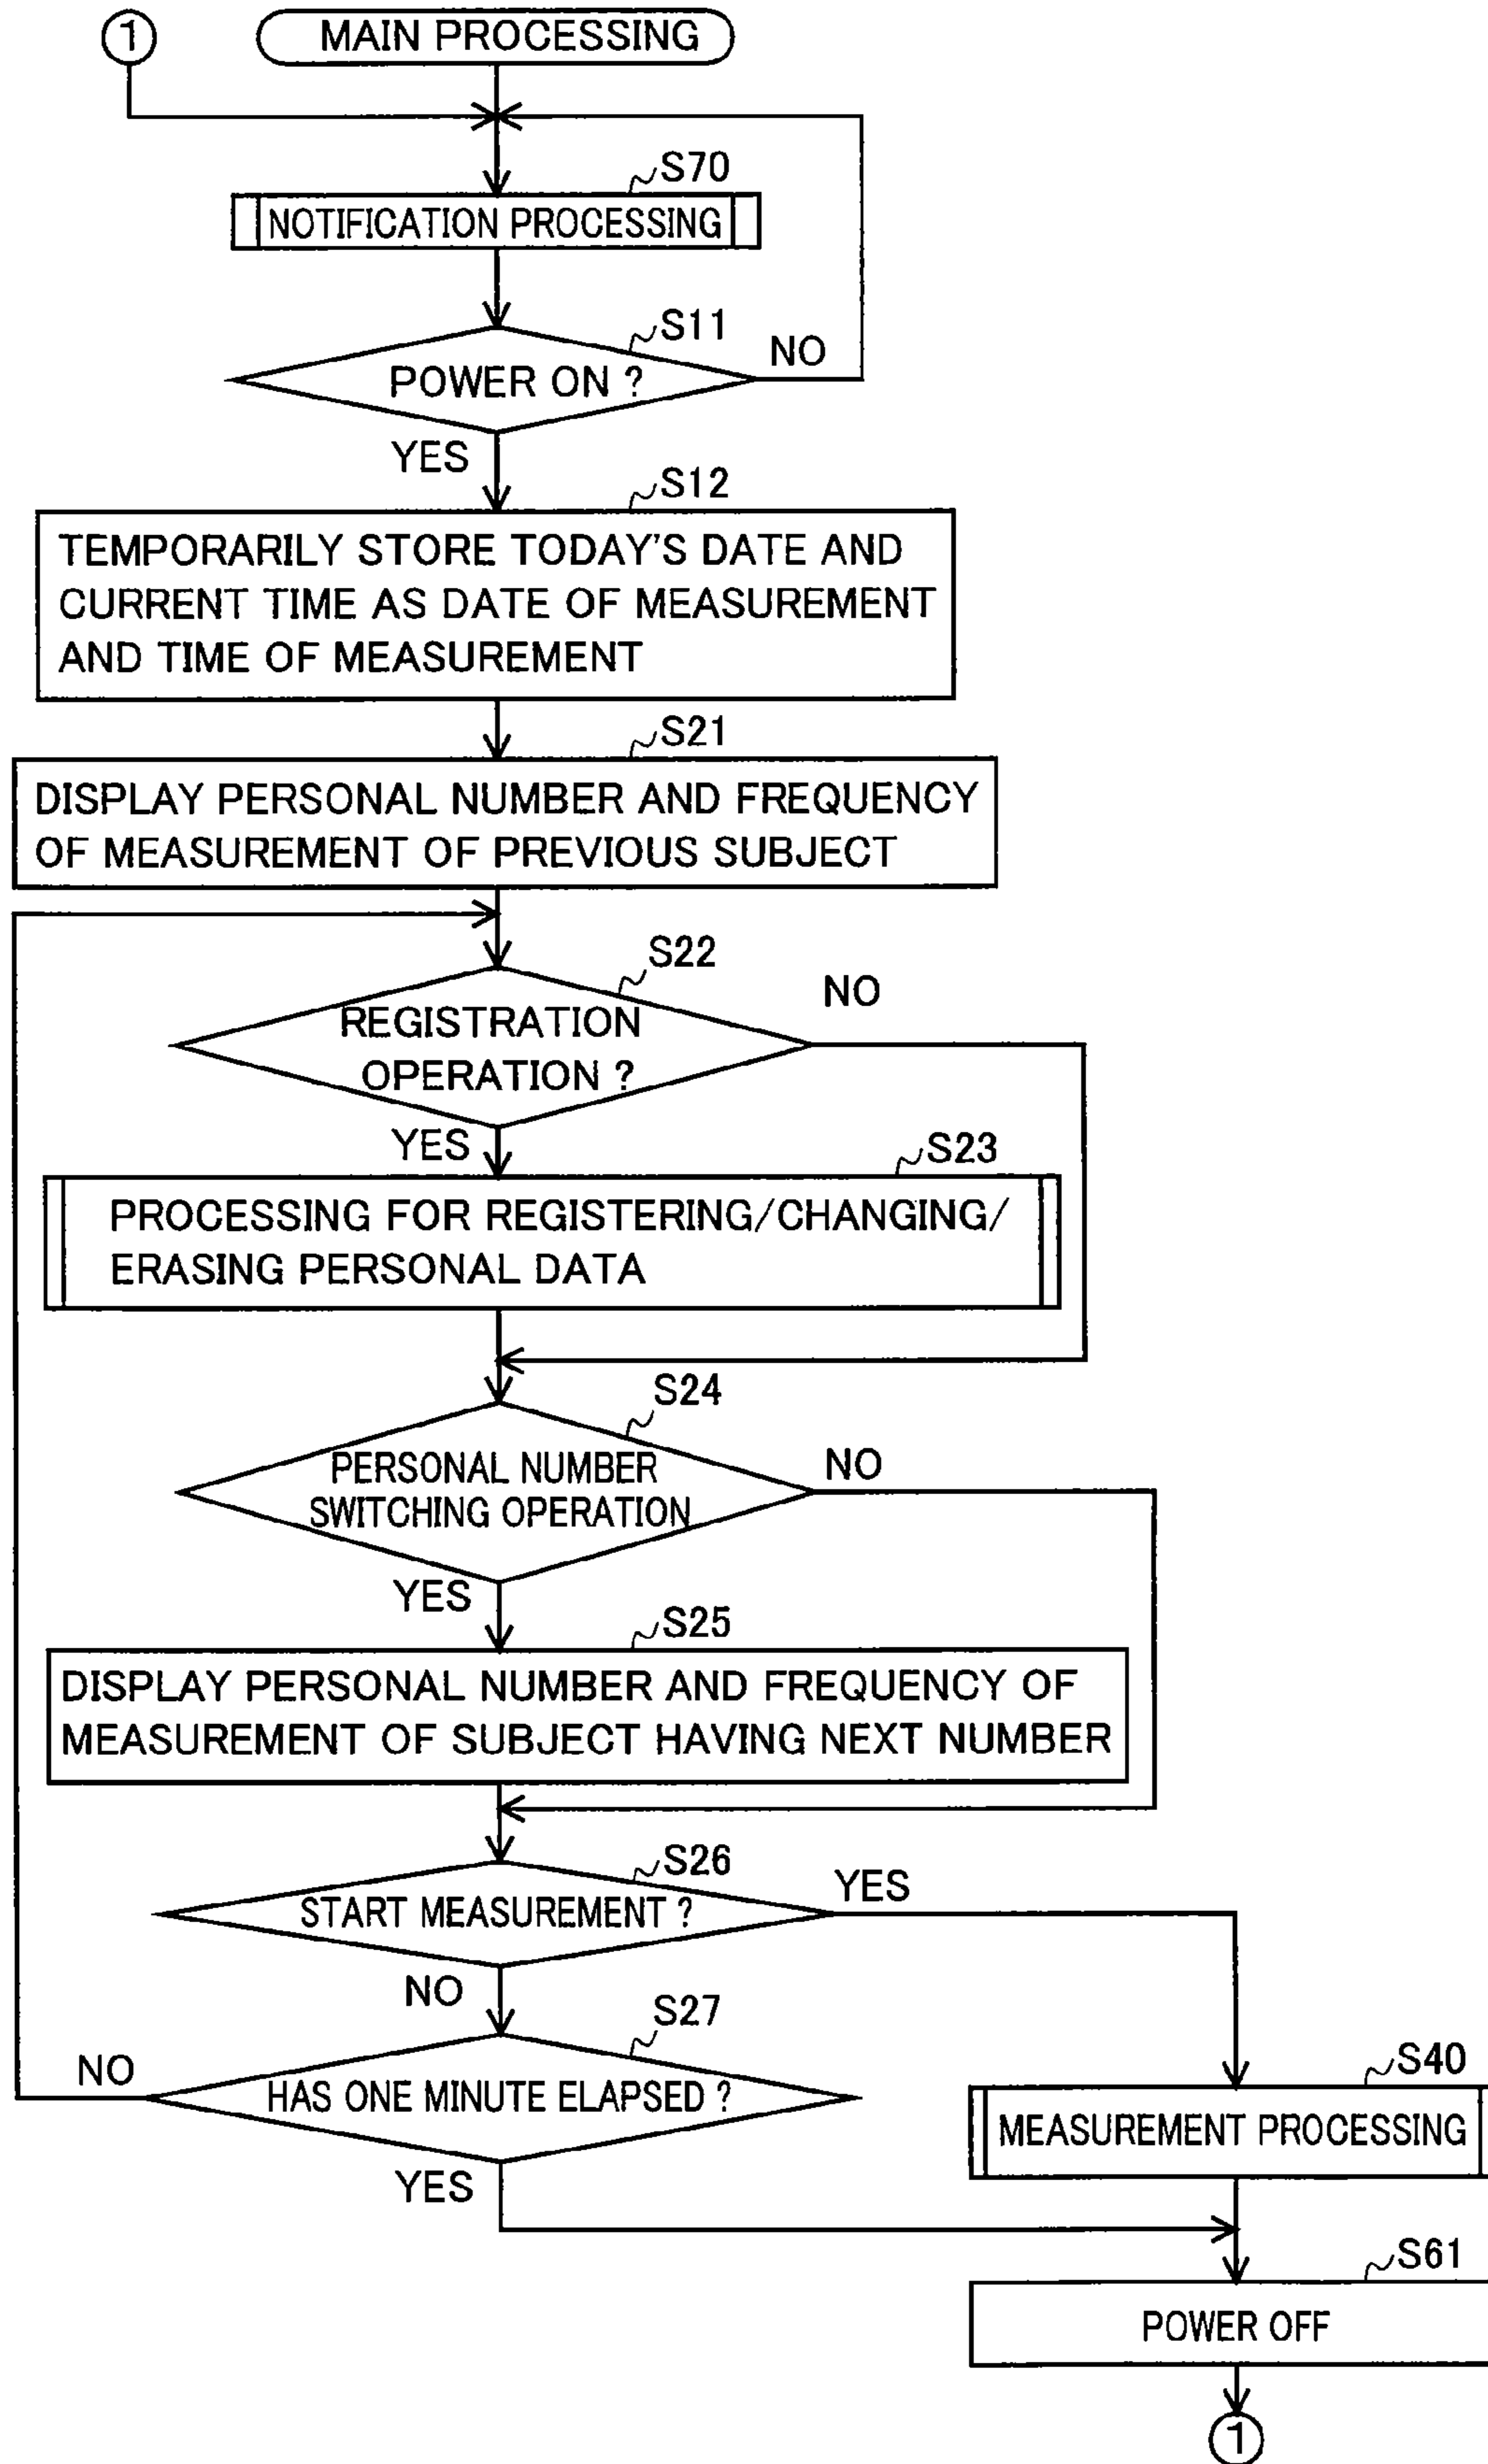 1
MAIN PROCESSING
S70
NOTIFICATION PROCESSING
S11
POWER ON ?
NO
YES
S12
TEMPORARILY STORE TODAY'S DATE AND
CURRENT TIME AS DATE OF MEASUREMENT
AND TIME OF MEASUREMENT
S21
DISPLAY PERSONAL NUMBER AND FREQUENCY
OF MEASUREMENT OF PREVIOUS SUBJECT
S22
NO
REGISTRATION
OPERATION ?
YES
S23
PROCESSING FOR REGISTERING/CHANGING/
ERASING PERSONAL DATA
S24
PERSONAL NUMBER
SWITCHING OPERATION
NO
YES
S25
DISPLAY PERSONAL NUMBER AND FREQUENCY OF
MEASUREMENT OF SUBJECT HAVING NEXT NUMBER
S26
YES
START MEASUREMENT ?
NO
S27
NO
HAS ONE MINUTE ELAPSED ?
YES
S40
MEASUREMENT PROCESSING
S61
POWER OFF
1